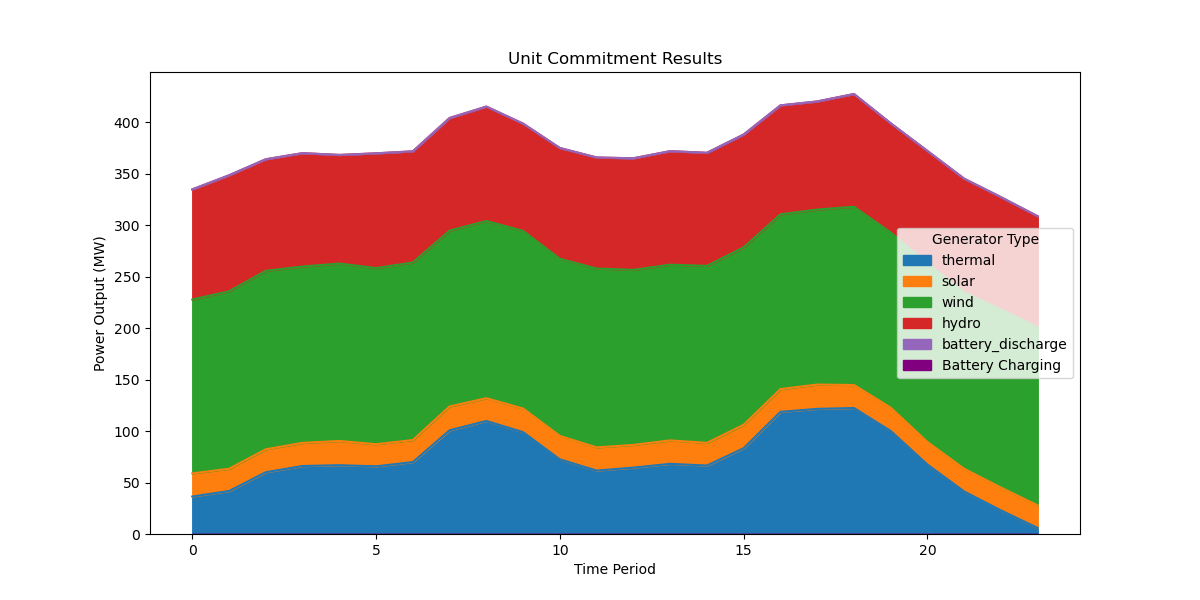 Unit Commitment Results
Power Output (MW)
400
350
300
250
200
150
100
50
0
Generator Type
thermal
solar
wind
hydro
battery_discharge
Battery Charging
0 5 10 15 20
Time Period